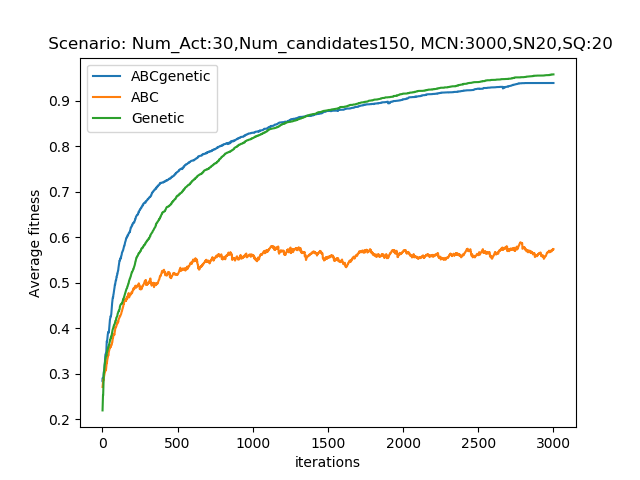 Scenario: Num_Act:30,Num_candidates150, MCN:3000,SN20,SQ:20
ABCgenetic
ABC
Genetic
0.9
0.8
0.7
0.6
0.5
0.4
0.3
0.2
Average fitness
0 500 1000 1500 2000 2500 3000
iterations